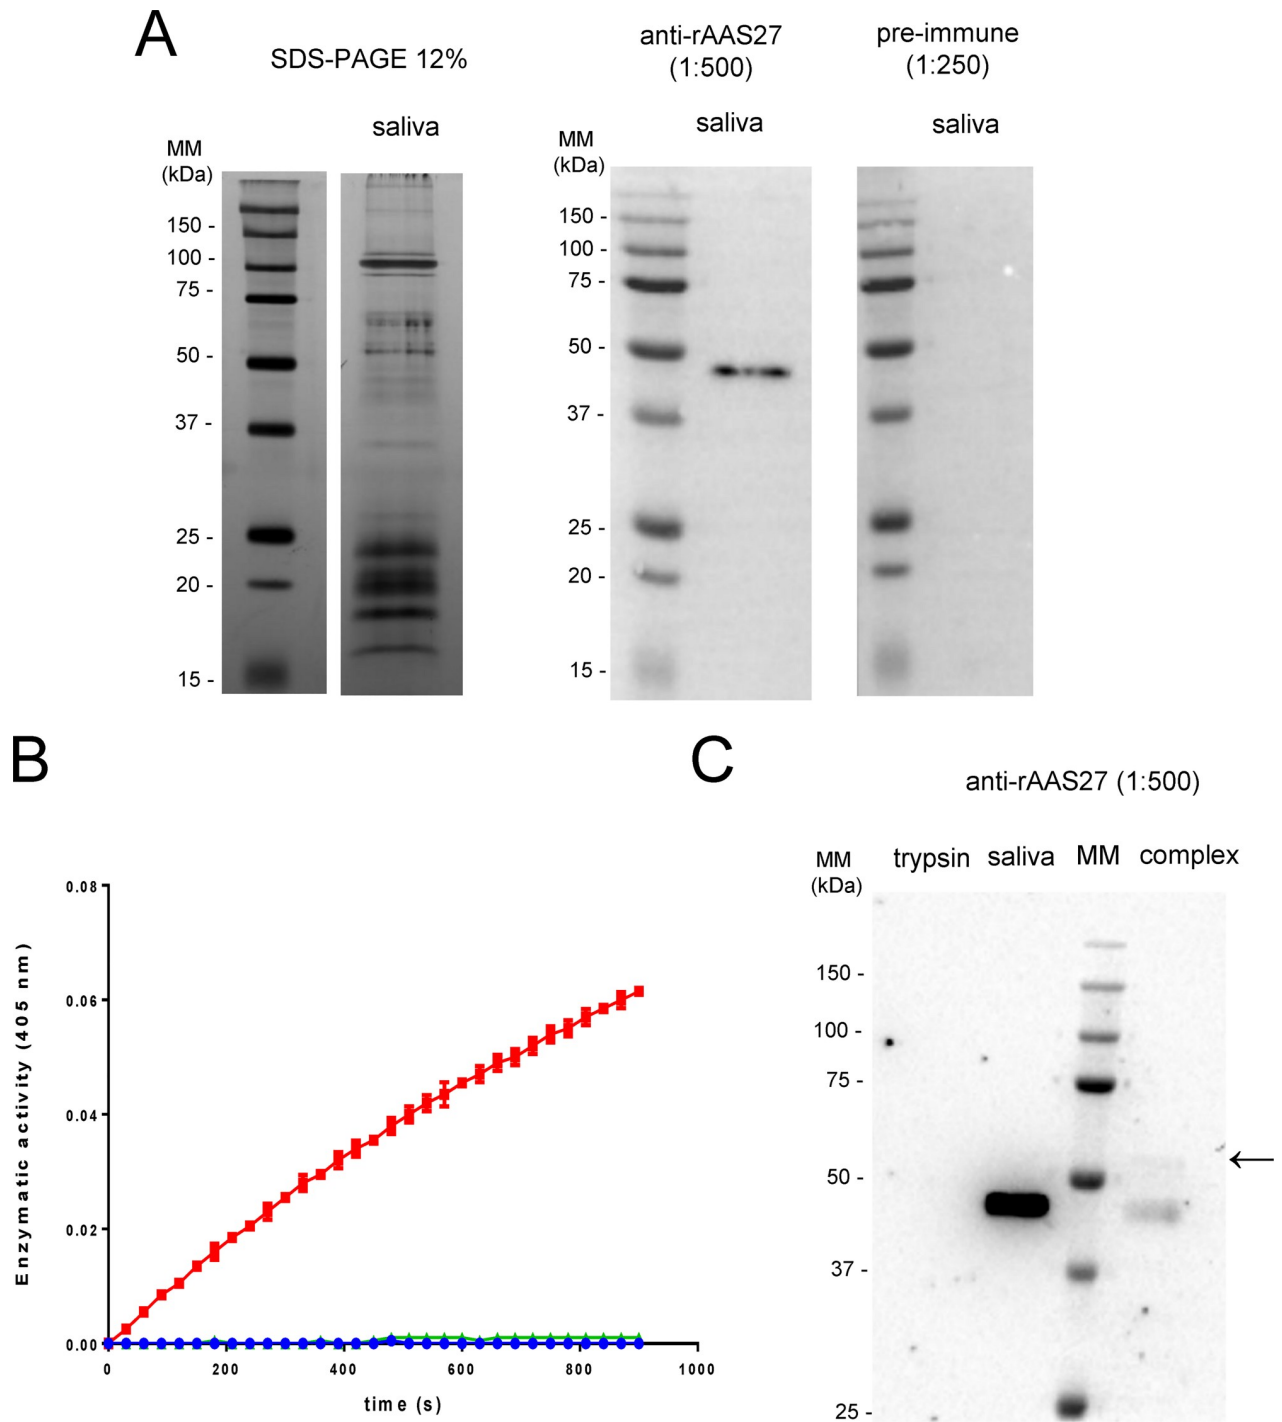 A
SDS-PAGE 12%
saliva
MM
(kDa)
150 -
100 -
75 -
50 -
37 -
25 -
20 -
15 -
anti-rAAS27
(1:500)
saliva
MM
(kDa)
150 -
100 -
75 -
50 -
37 -
25 -
20 -
15 -
pre-immune
(1:250)
saliva
B
Enzymatic activity (405 nm)
0.08
0.06
0.04
0.02
0.00
0 200 400 600 800 1000
time (s)
C
anti-rAAS27 (1:500)
trypsin saliva MM complex
MM
(kDa)
150 -
100 -
75 -
50 -
37 -
25 -